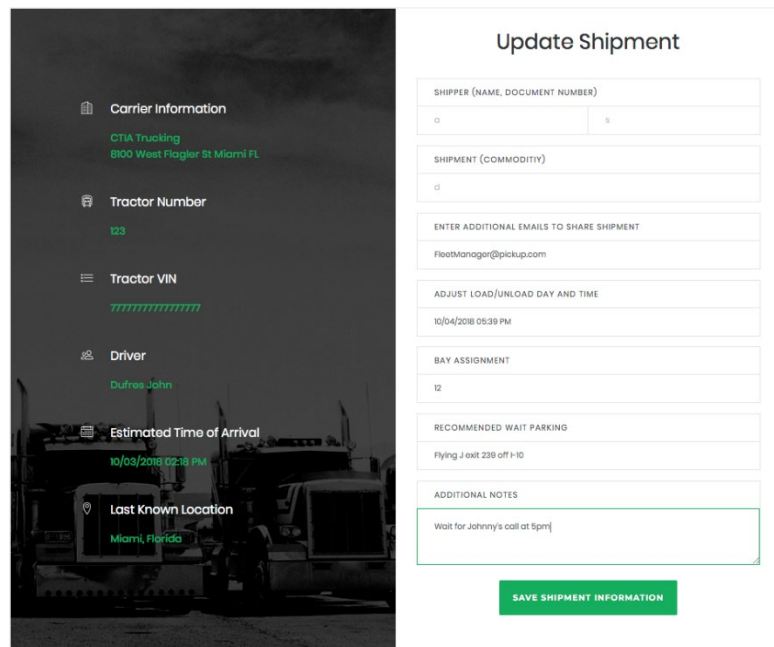 Carrier Information
CTIA Trucking
8100 West Flagler St Miami FL
Tractor Number
123
Tractor VIN
77777777777777777
Driver
Dufres John
Estimated Time of Arrival
10/03/2018 02:18 PM
Last Known Location
Miami, Florida
Update Shipment
SHIPPER (NAME, DOCUMENT NUMBER)
a s
SHIPMENT (COMMODITIY)
d
ENTER ADDITIONAL EMAILS TO SHARE SHIPMENT
FleetManager@pickup.com
ADJUST LOAD/UNLOAD DAY AND TIME
10/04/2018 05:39 PM
BAY ASSIGNMENT
12
RECOMMENDED WAIT PARKING
Flying J exit 239 off I-10
ADDITIONAL NOTES
Wait for Johnny's call at 5pm
SAVE SHIPMENT INFORMATION